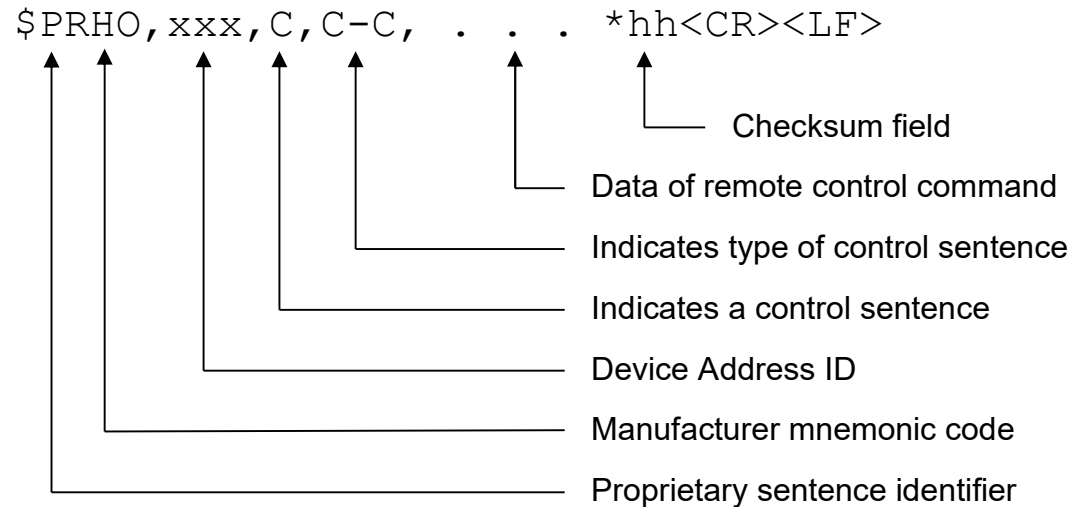 $PRHO,xxx,C,C-C, . . . *hh<CR><LF>
Checksum field
Data of remote control command
Indicates type of control sentence
Indicates a control sentence
Device Address ID
Manufacturer mnemonic code
Proprietary sentence identifier